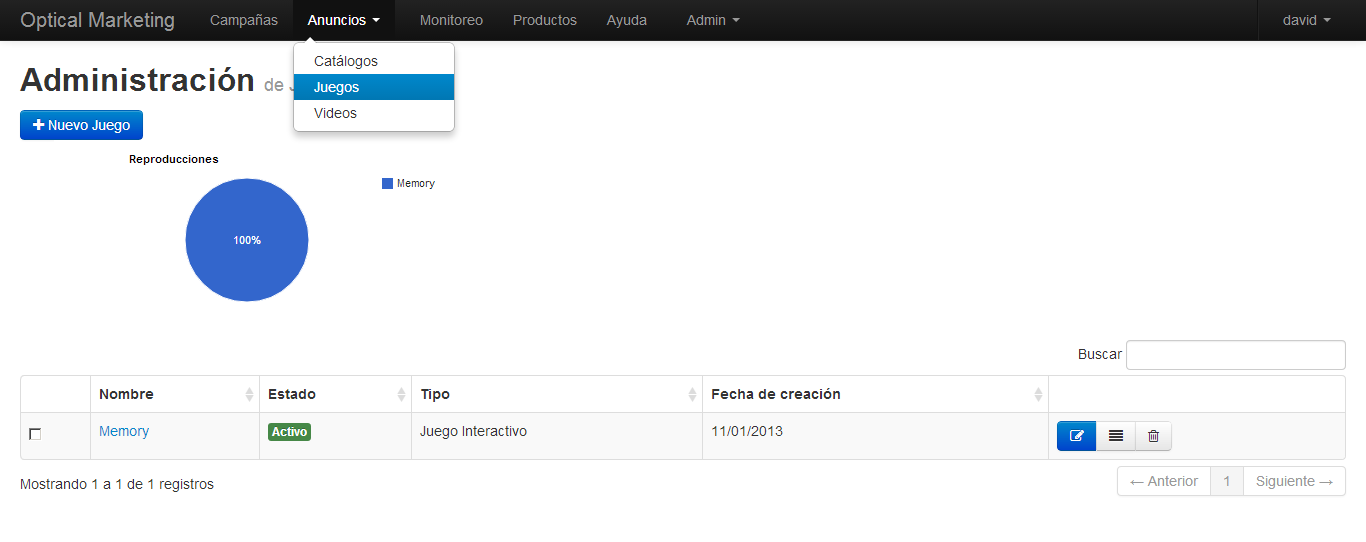 Optical Marketing Campañas Anuncios Monitoreo Productos Ayuda Admin david
Catálogos
Administración de
Juegos
Videos
Nuevo Juego
Reproducciones
Memory
100%
Buscar
Nombre Estado Tipo Fecha de creación
Memory Activo Juego Interactivo 11/01/2013
Mostrando 1 a 1 de 1 registros
← Anterior 1 Siguiente →